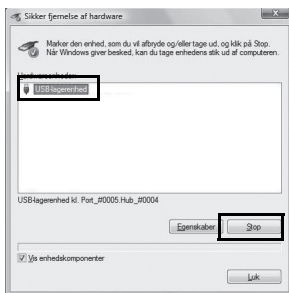 Sikker fjernelse af hardware
Marker den enhed, som du vil afbryde og/eller tage ud, og klik på Stop.
Når Windows giver besked, kan du tage enhedens stik ud af computeren.
Hardwareenheder:
USB-lagerenhed
USB-lagerenhed kl. Port_#0005.Hub_#0004
Egenskaber
Stop
Vis enhedskomponenter
Luk